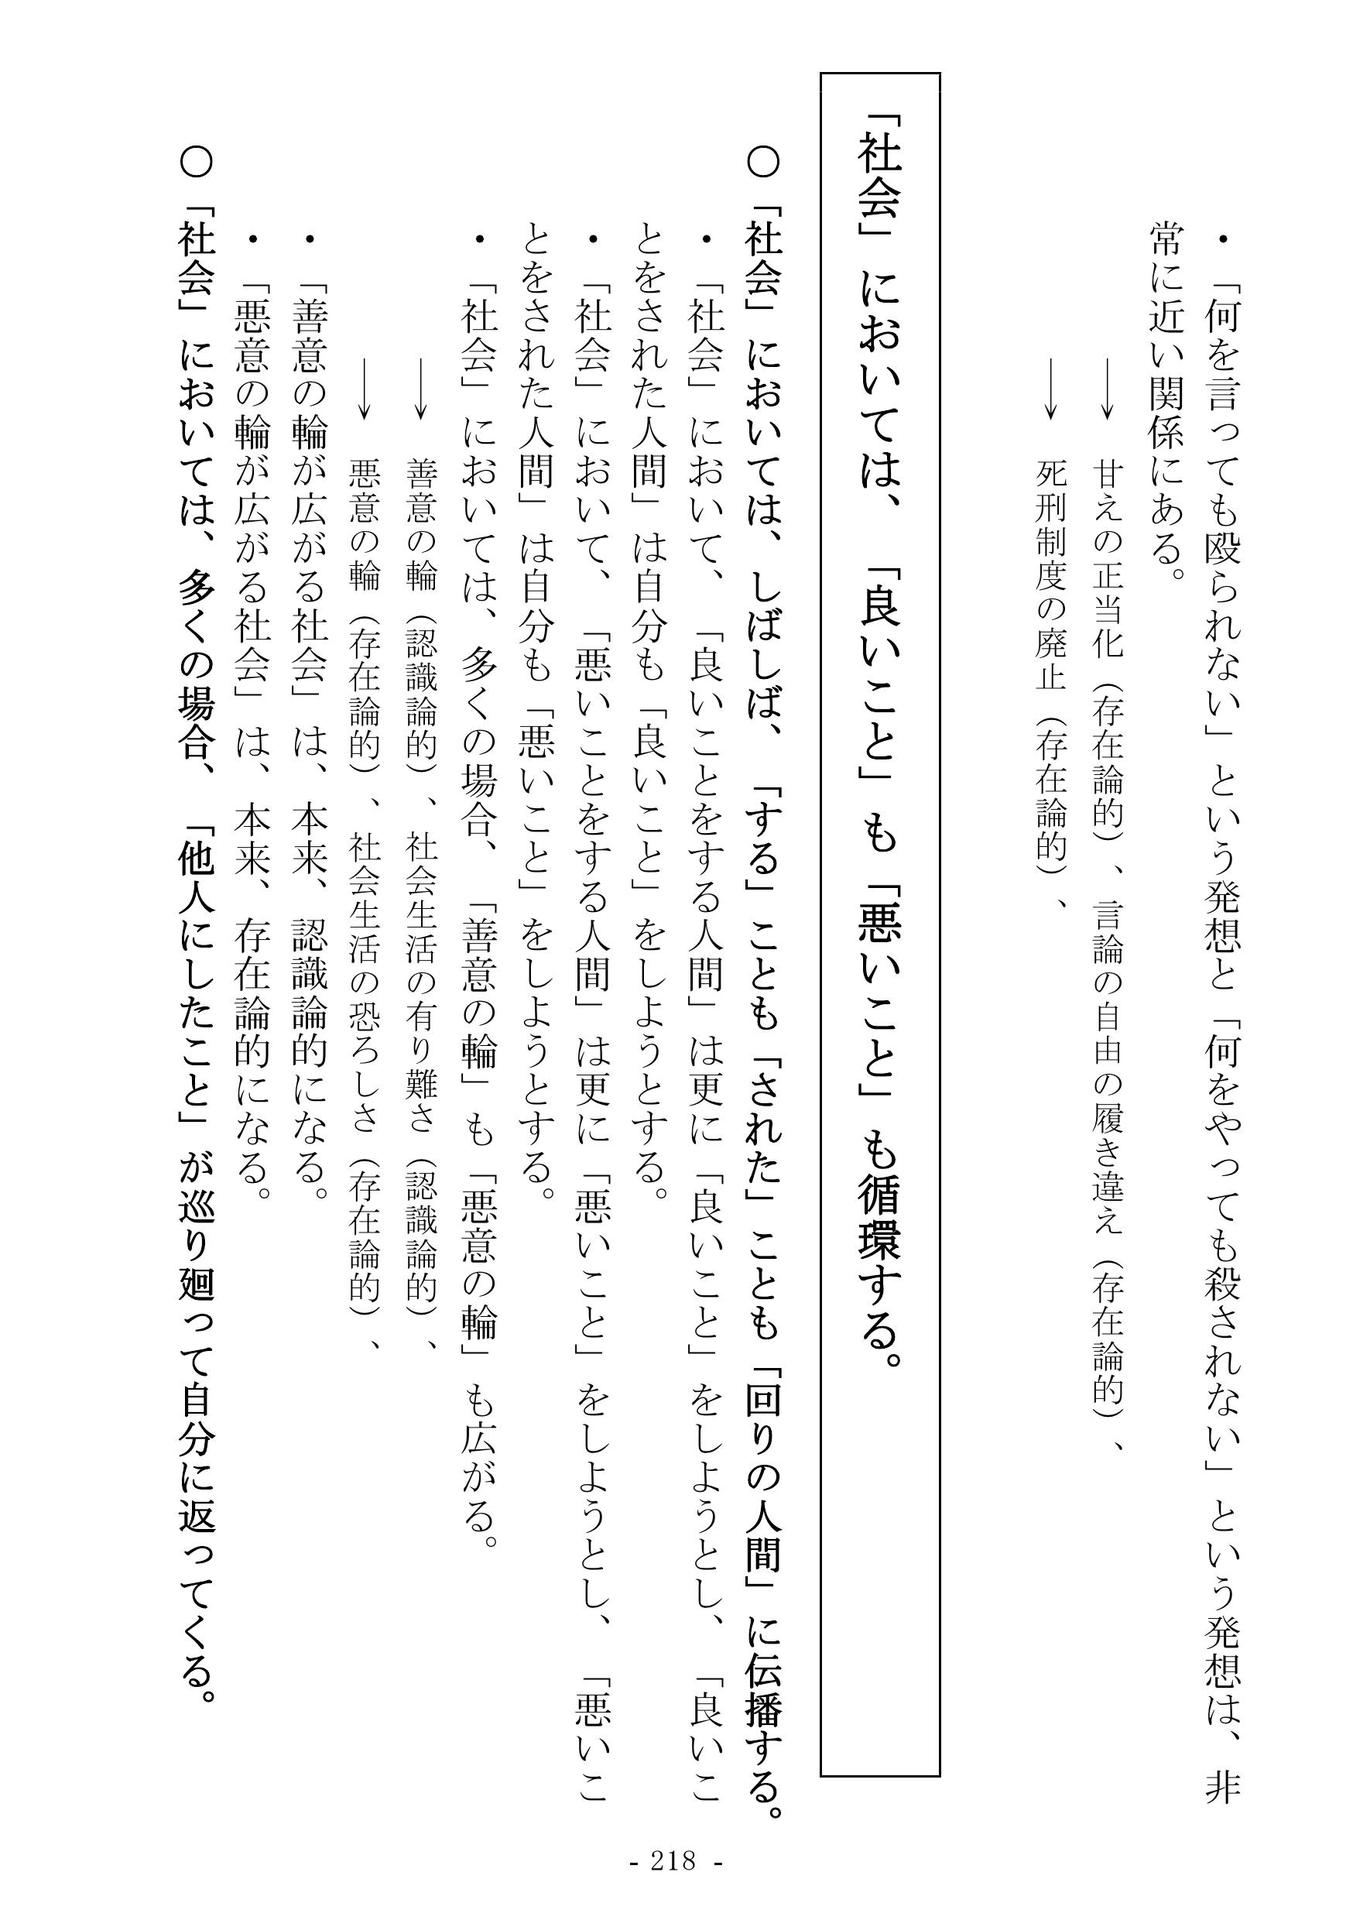 ・「何を言っても殴られない」という発想と「何をやっても殺されない」という発想は、非
常に近い関係にある。
→ 甘えの正当化（存在論的）、言論の自由の履き違え（存在論的）、
→ 死刑制度の廃止（存在論的）、
「社会」においては、「良いこと」も「悪いこと」も循環する。
○「社会」においては、しばしば、「する」ことも「された」ことも「回りの人間」に伝播する。
・「社会」において、「良いことをする人間」は更に「良いこと」をしようとし、「良いこ
とをされた人間」は自分も「良いこと」をしようとする。
・「社会」において、「悪いことをする人間」は更に「悪いこと」をしようとし、「悪いこ
とをされた人間」は自分も「悪いこと」をしようとする。
・「社会」においては、多くの場合、「善意の輪」も「悪意の輪」も広がる。
→ 善意の輪（認識論的）、社会生活の有り難さ（認識論的）、
→ 悪意の輪（存在論的）、社会生活の恐ろしさ（存在論的）、
・「善意の輪が広がる社会」は、本来、認識論的になる。
・「悪意の輪が広がる社会」は、本来、存在論的になる。
○「社会」においては、多くの場合、「他人にしたこと」が巡り廻って自分に返ってくる。
- 218 -